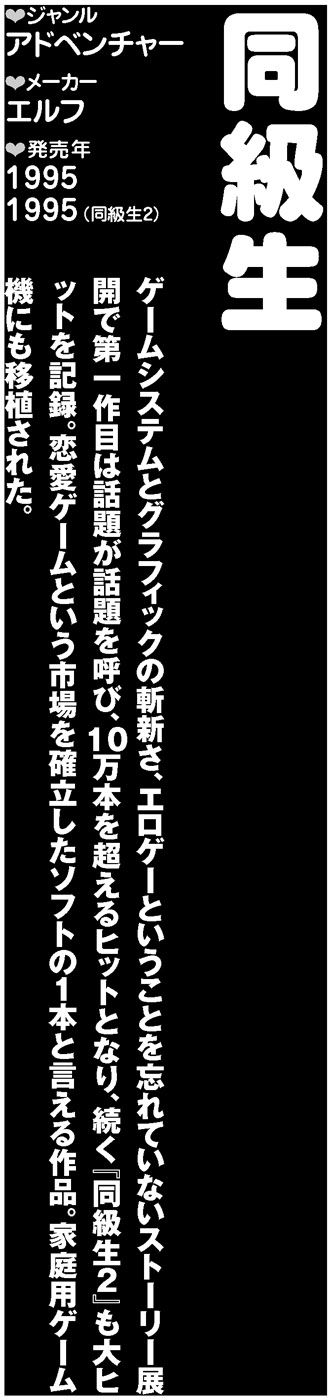 同級生
❤ジャンル
アドベンチャー
❤メーカー
エルフ
❤発売年
1995
1995（同級生2）
ゲームシステムとグラフィックの斬新さ、エロゲーということを忘れていないストーリー展
開で第一作目は話題が話題を呼び、10万本を超えるヒットとなり、続く『同級生2』も大ヒ
ットを記録。恋愛ゲームという市場を確立したソフトの1本と言える作品。家庭用ゲーム
機にも移植された。